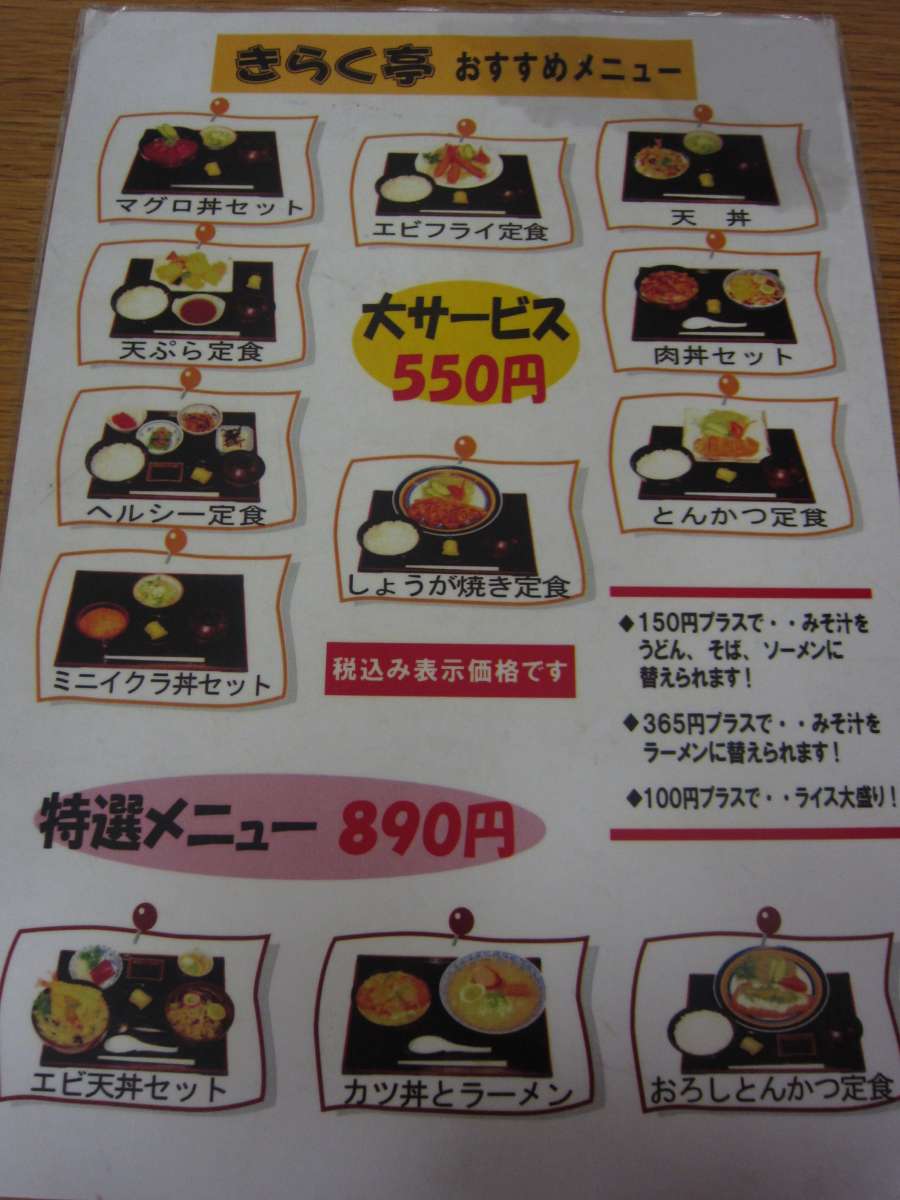 きらく亭 おすすめメニュー
マグロ丼セット
エビフライ定食
天 丼
天ぷら定食
大サービス
550円
肉丼セット
ヘルシー定食
しょうが焼き定食
とんかつ定食
ミニイクラ丼セット
税込み表示価格です
◆150円プラスで・・みそ汁を
うどん、そば、ソーメンに
替えられます!
◆365円プラスで・・みそ汁を
ラーメンに替えられます!
◆100円プラスで・・ライス大盛り!
特選メニュー 890円
エビ天丼セット
カツ丼とラーメン
おろしとんかつ定食